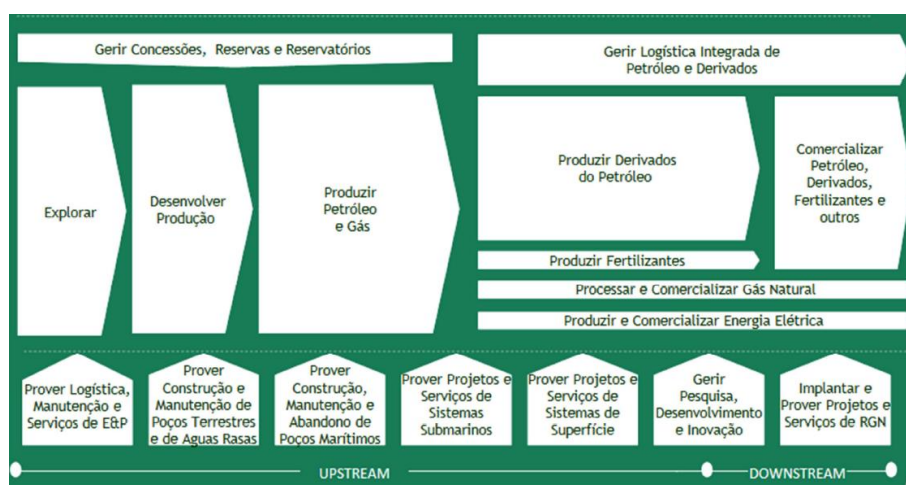 Gerir Concessões, Reservas e Reservatórios
Gerir Logística Integrada de
Petróleo e Derivados
Explorar
Desenvolver
Produção
Produzir
Petróleo
e Gás
Produzir Derivados
do Petróleo
Comercializar
Petróleo,
Derivados,
Fertilizantes e
outros
Produzir Fertilizantes
Processar e Comercializar Gás Natural
Produzir e Comercializar Energia Elétrica
Prover Logística,
Manutenção e
Serviços de E&P
Prover
Construção e
Manutenção de
Poços Terrestres
e de Aguas Rasas
Prover
Construção,
Manutenção e
Abandono de
Poços Marítimos
Prover Projetos e
Serviços de
Sistemas
Submarinos
Prover Projetos e
Serviços de
Sistemas de
Superfície
Gerir
Pesquisa,
Desenvolvimento
e Inovação
Implantar e
Prover Projetos e
Serviços de RGN
UPSTREAM
DOWNSTREAM